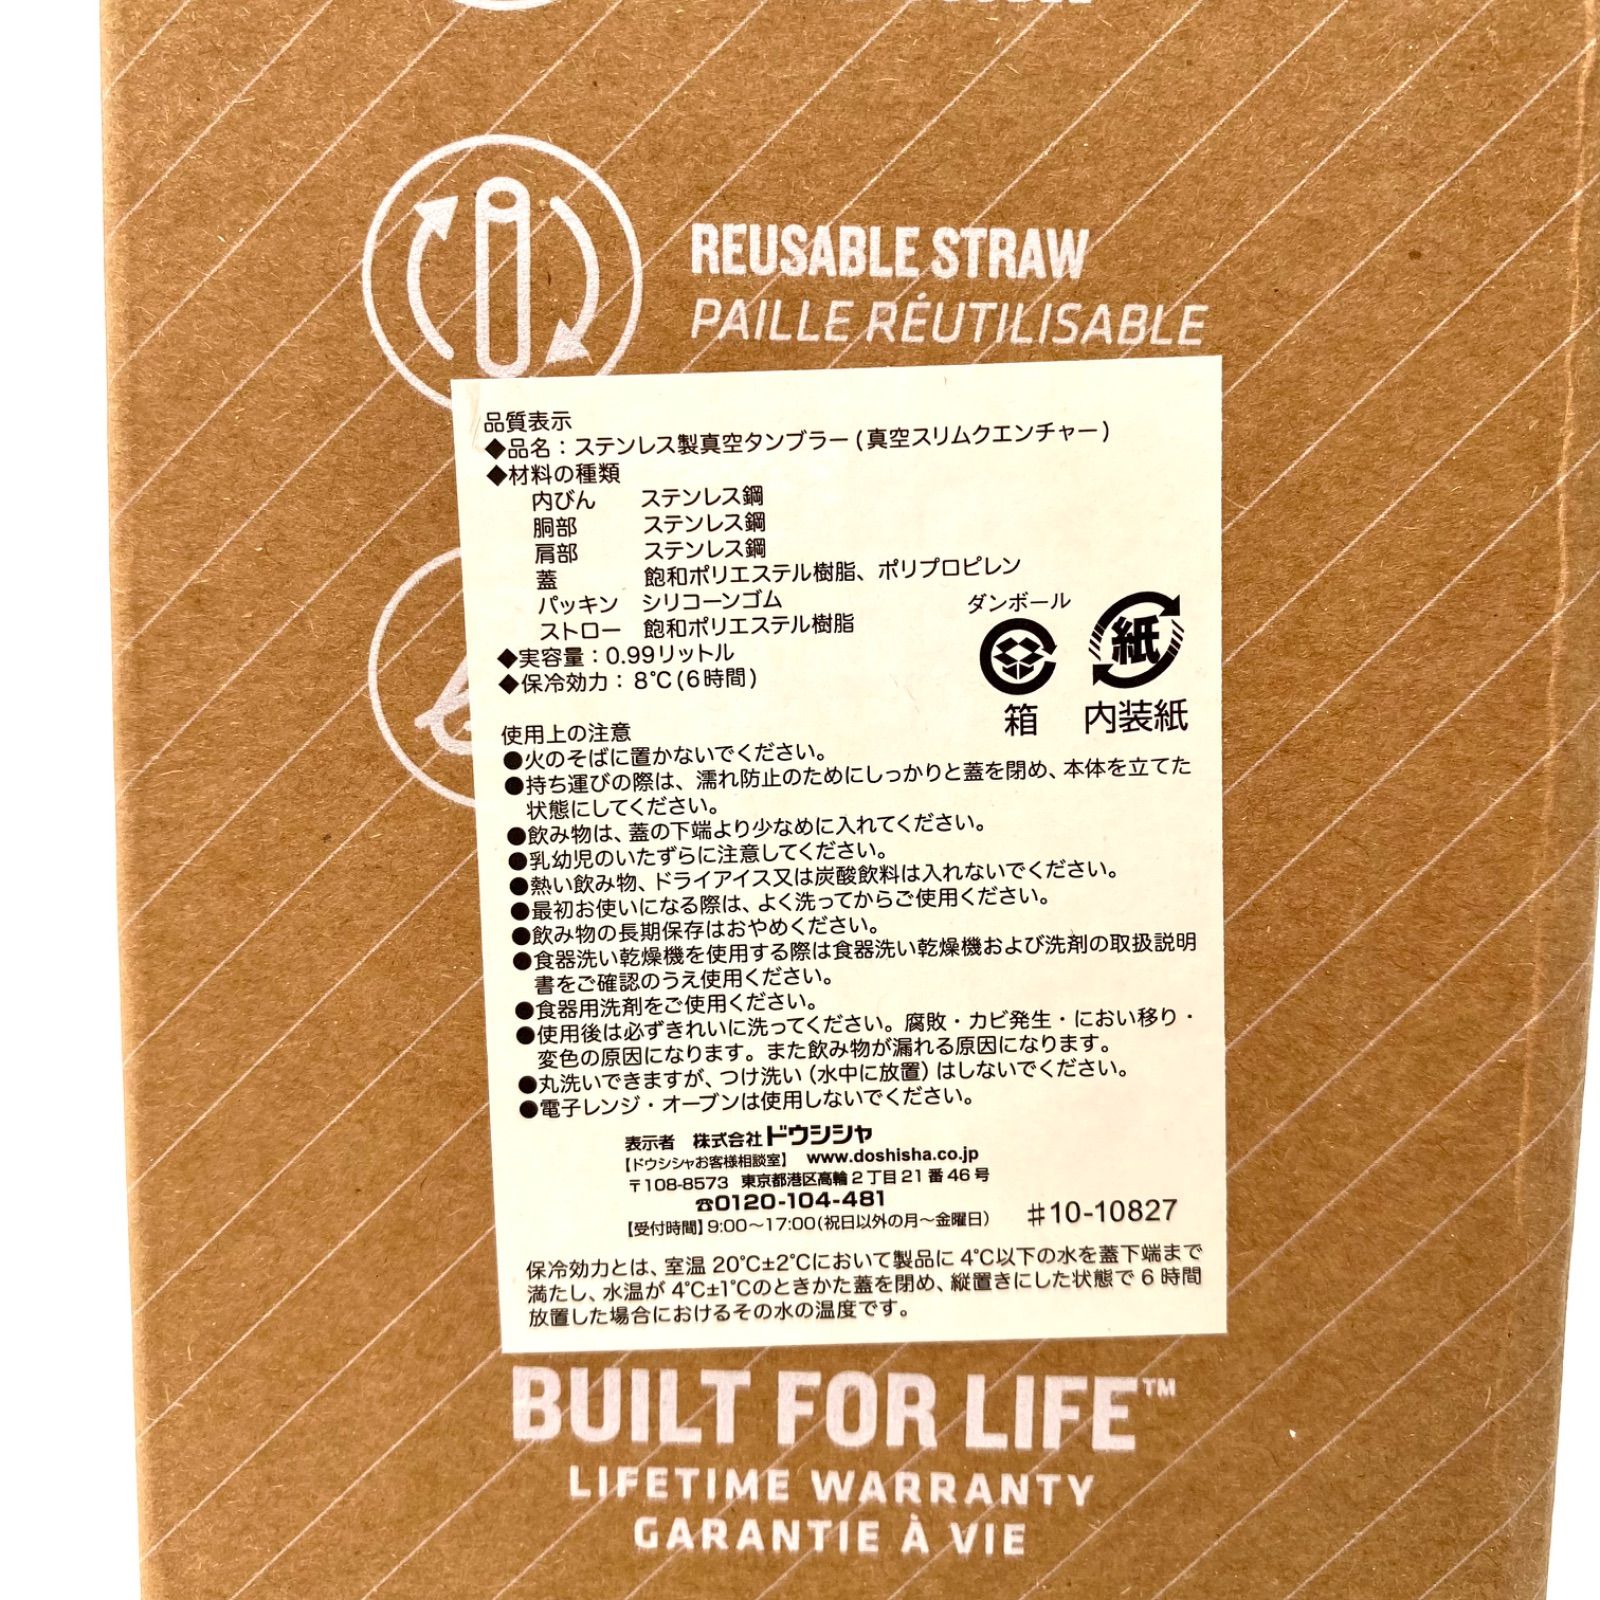 REUSABLE STRAW
PAILLE RÉUTILISABLE
品質表示
◆品名：ステンレス製真空タンブラー(真空スリムクエンチャー)
◆材料の種類
内びん ステンレス鋼
胴部 ステンレス鋼
肩部 ステンレス鋼
蓋 飽和ポリエステル樹脂、ポリプロピレン
パッキン シリコーンゴム
ストロー 飽和ポリエステル樹脂
◆実容量：0.99リットル
◆保冷効力：8℃(6時間)
ダンボール
紙
箱 内装紙
使用上の注意
●火のそばに置かないでください。
●持ち運びの際は、濡れ防止のためにしっかりと蓋を閉め、本体を立てた
状態にしてください。
●飲み物は、蓋の下端より少なめに入れてください。
●乳幼児のいたずらに注意してください。
●熱い飲み物、ドライアイス又は炭酸飲料は入れないでください。
●最初お使いになる際は、よく洗ってからご使用ください。
●飲み物の長期保存はおやめください。
●食器洗い乾燥機を使用する際は食器洗い乾燥機および洗剤の取扱説明
書をご確認のうえ使用ください。
●食器用洗剤をご使用ください。
●使用後は必ずきれいに洗ってください。腐敗・カビ発生・におい移り・
変色の原因になります。また飲み物が漏れる原因になります。
●丸洗いできますが、つけ洗い（水中に放置）はしないでください。
●電子レンジ・オーブンは使用しないでください。
表示者 株式会社ドウシシャ
【ドウシシャお客様相談室】 www.doshisha.co.jp
〒108-8573 東京都港区高輪2丁目21番46号
☎0120-104-481
【受付時間】9:00～17:00(祝日以外の月～金曜日) #10-10827
保冷効力とは、室温20℃±2℃において製品に4℃以下の水を蓋下端まで
満たし、水温が4℃±1℃のときかた蓋を閉め、縦置きにした状態で6時間
放置した場合におけるその水の温度です。
BUILT FOR LIFE™
LIFETIME WARRANTY
GARANTIE À VIE